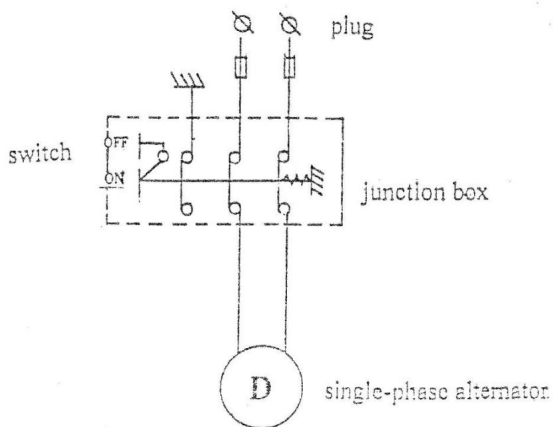 plug
OFF
switch
ON
junction box
D
single-phase alternator